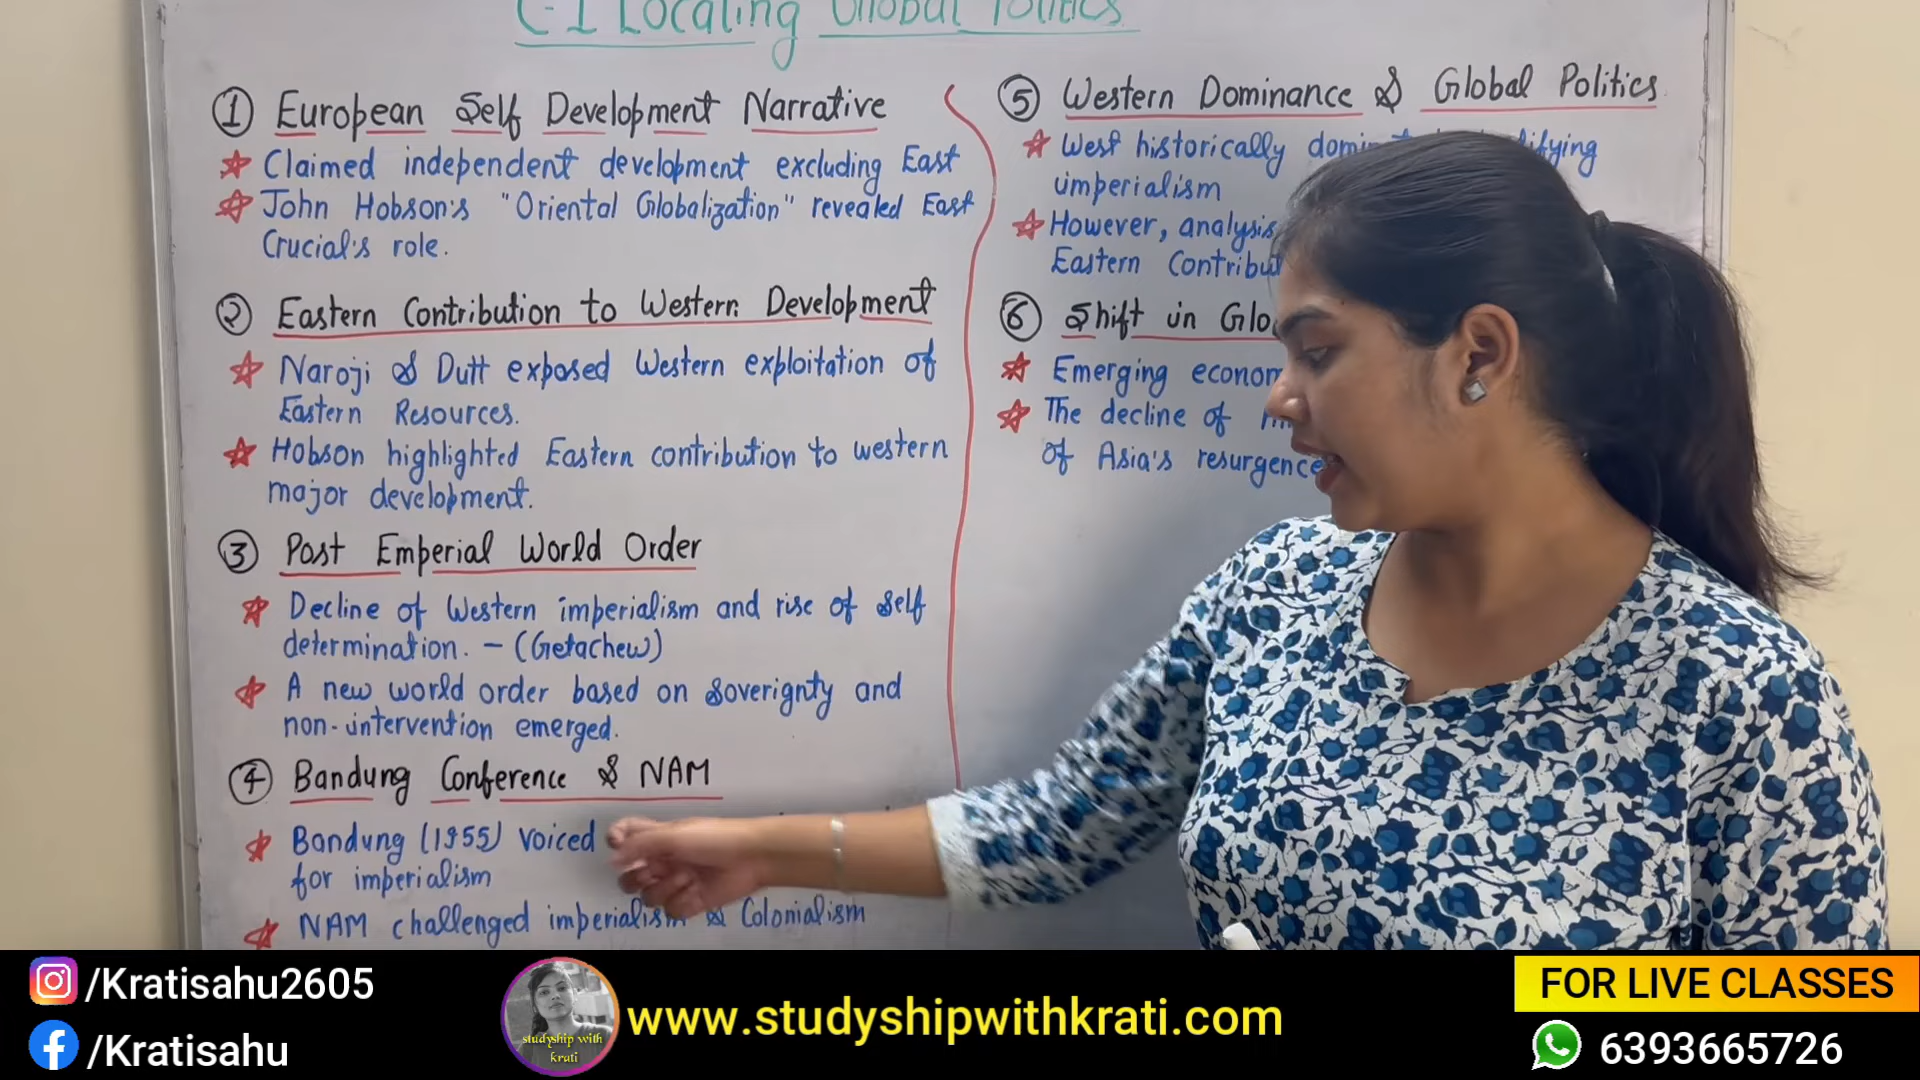 C-1 Locating Global Politics
① European Self Development Narrative
Claimed independent development excluding East
John Hobson's "Oriental Globalization" revealed East
Crucial's role.
② Eastern Contribution to Western Development
Naroji & Dutt exposed Western exploitation of
Eastern Resources.
Hobson highlighted Eastern contribution to western
major development.
③ Post Emperial World Order
Decline of Western imperialism and rise of Self
determination. - (Getachew)
A new world order based on Soverignty and
non-intervention emerged.
④ Bandung Conference & NAM
Bandung (1955) voiced
for imperialism
NAM challenged imperialism & Colonialism
⑤ Western Dominance & Global Politics
West historically
imperialism
However, analysis
Eastern
⑥ Shift in
Emerging
The decline of
of Asia's resurgence
/Kratisahu2605
/Kratisahu
studyship with
krati
www.studyshipwithkrati.com
FOR LIVE CLASSES
6393665726